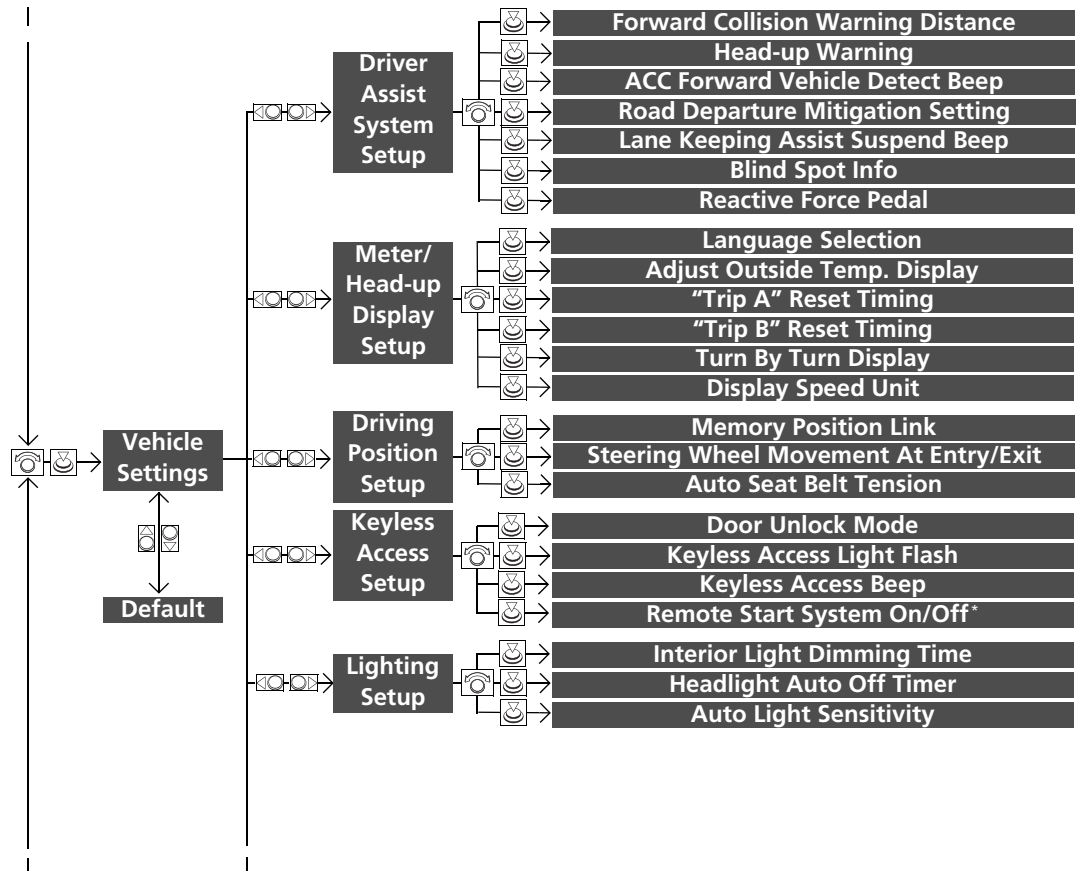 Vehicle
Settings
Default
Driver
Assist
System
Setup
Forward Collision Warning Distance
Head-up Warning
ACC Forward Vehicle Detect Beep
Road Departure Mitigation Setting
Lane Keeping Assist Suspend Beep
Blind Spot Info
Reactive Force Pedal
Meter/
Head-up
Display
Setup
Language Selection
Adjust Outside Temp. Display
“Trip A” Reset Timing
“Trip B” Reset Timing
Turn By Turn Display
Display Speed Unit
Driving
Position
Setup
Memory Position Link
Steering Wheel Movement At Entry/Exit
Auto Seat Belt Tension
Keyless
Access
Setup
Door Unlock Mode
Keyless Access Light Flash
Keyless Access Beep
Remote Start System On/Off*
Lighting
Setup
Interior Light Dimming Time
Headlight Auto Off Timer
Auto Light Sensitivity